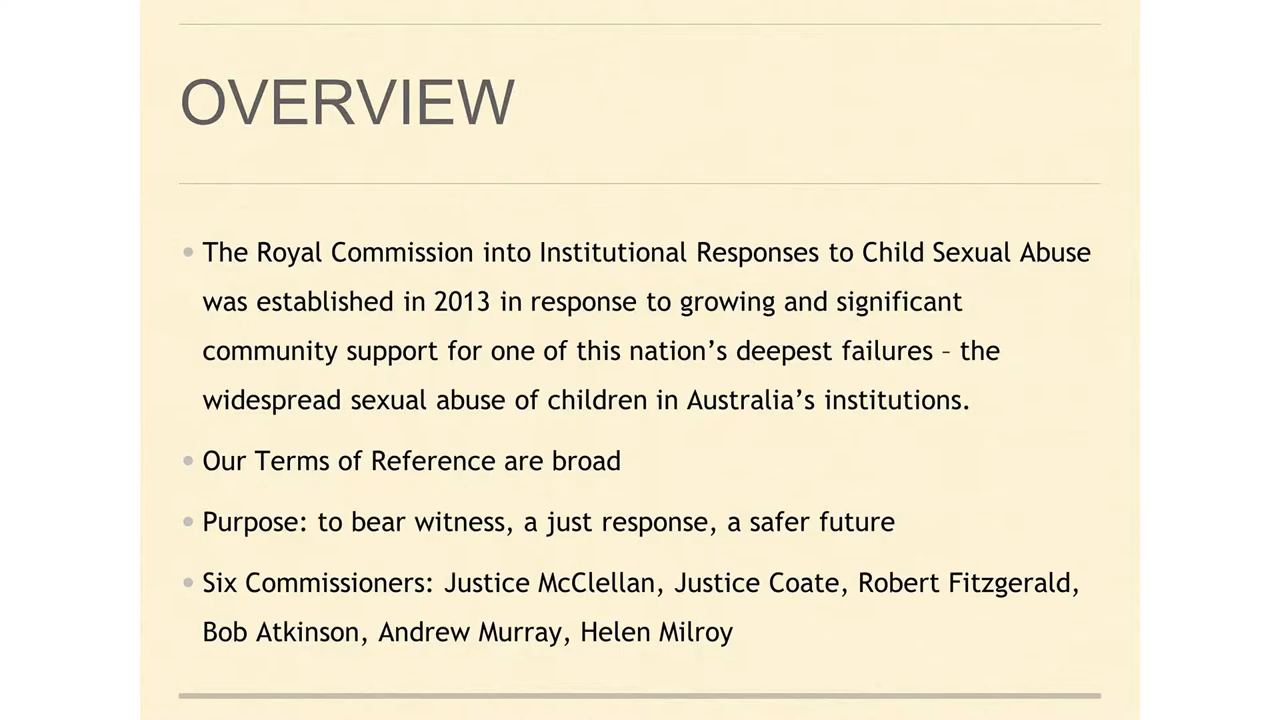 OVERVIEW
• The Royal Commission into Institutional Responses to Child Sexual Abuse
was established in 2013 in response to growing and significant
community support for one of this nation’s deepest failures – the
widespread sexual abuse of children in Australia’s institutions.
• Our Terms of Reference are broad
• Purpose: to bear witness, a just response, a safer future
• Six Commissioners: Justice McClellan, Justice Coate, Robert Fitzgerald,
Bob Atkinson, Andrew Murray, Helen Milroy